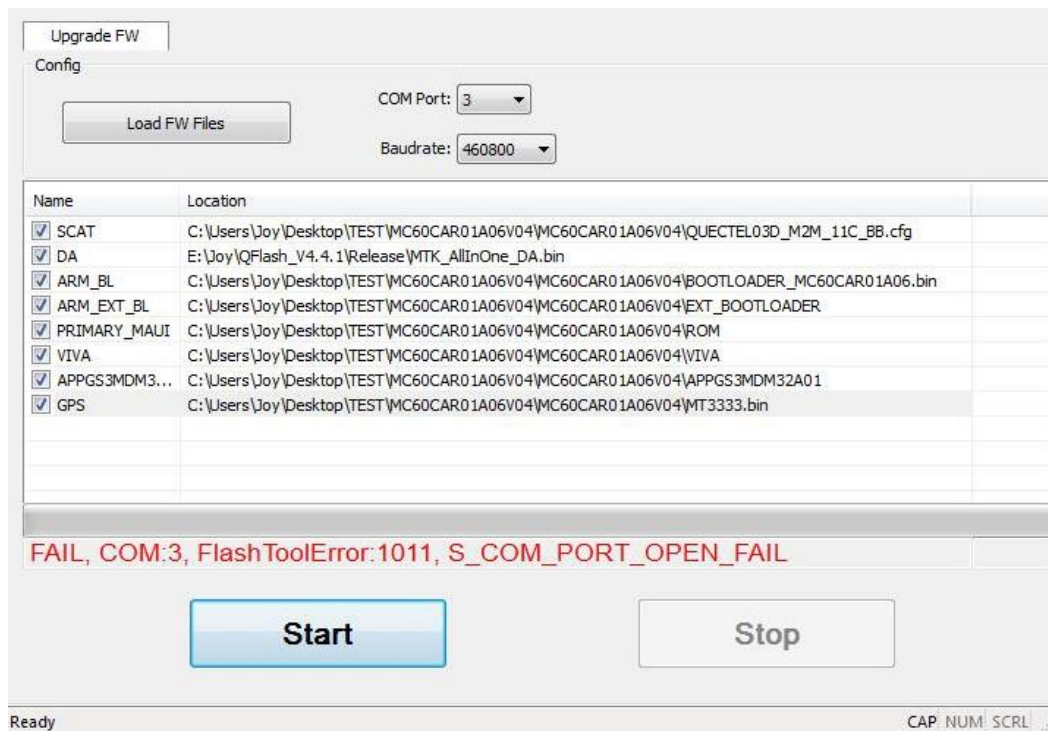 Upgrade FW
Config
Load FW Files
COM Port: 3
Baudrate: 460800
Name Location
SCAT C:\Users\Joy\Desktop\TEST\MC60CAR01A06V04\MC60CAR01A06V04\QUECTEL03D_M2M_11C_BB.cfg
DA E:\Joy\QFlash_V4.4.1\Release\MTK_AllInOne_DA.bin
ARM_BL C:\Users\Joy\Desktop\TEST\MC60CAR01A06V04\MC60CAR01A06V04\BOOTLOADER_MC60CAR01A06.bin
ARM_EXT_BL C:\Users\Joy\Desktop\TEST\MC60CAR01A06V04\MC60CAR01A06V04\EXT_BOOTLOADER
PRIMARY_MAUI C:\Users\Joy\Desktop\TEST\MC60CAR01A06V04\MC60CAR01A06V04\ROM
VIVA C:\Users\Joy\Desktop\TEST\MC60CAR01A06V04\MC60CAR01A06V04\VIVA
APPGS3MDM3... C:\Users\Joy\Desktop\TEST\MC60CAR01A06V04\MC60CAR01A06V04\APPGS3MDM32A01
GPS C:\Users\Joy\Desktop\TEST\MC60CAR01A06V04\MC60CAR01A06V04\MT3333.bin
FAIL, COM:3, FlashToolError:1011, S_COM_PORT_OPEN_FAIL
Start Stop
Ready CAP NUM SCRL